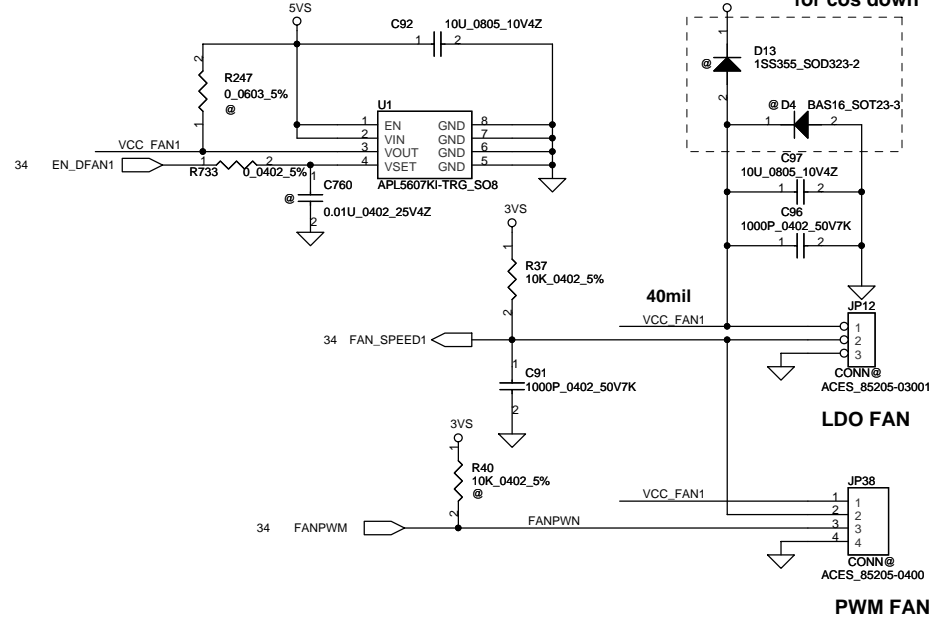 for cos down
5VS
C92
10U_0805_10V4Z
1 2
2
R247
0_0603_5%
@
1
U1
1 EN GND 8
2 VIN GND 7
3 VOUT GND 6
4 VSET GND 5
APL5607KI-TRG_SO8
VCC_FAN1
34 EN_DFAN1
1 2
R733 0_0402_5%
1
C760
@
0.01U_0402_25V4Z
2
1
D13
1SS355_SOD323-2
@
2
@ D4 BAS16_SOT23-3
1 2
C97
10U_0805_10V4Z
1 2
C96
1000P_0402_50V7K
1 2
3VS
1
R37
10K_0402_5%
2
40mil
VCC_FAN1
34 FAN_SPEED1
1
C91
1000P_0402_50V7K
2
JP12
1
2
3
CONN@
ACES_85205-03001
LDO FAN
3VS
1
R40
10K_0402_5%
@
2
34 FANPWM
FANPWN
VCC_FAN1
JP38
1 1
2 2
3 3
4 4
CONN@
ACES_85205-0400
PWM FAN